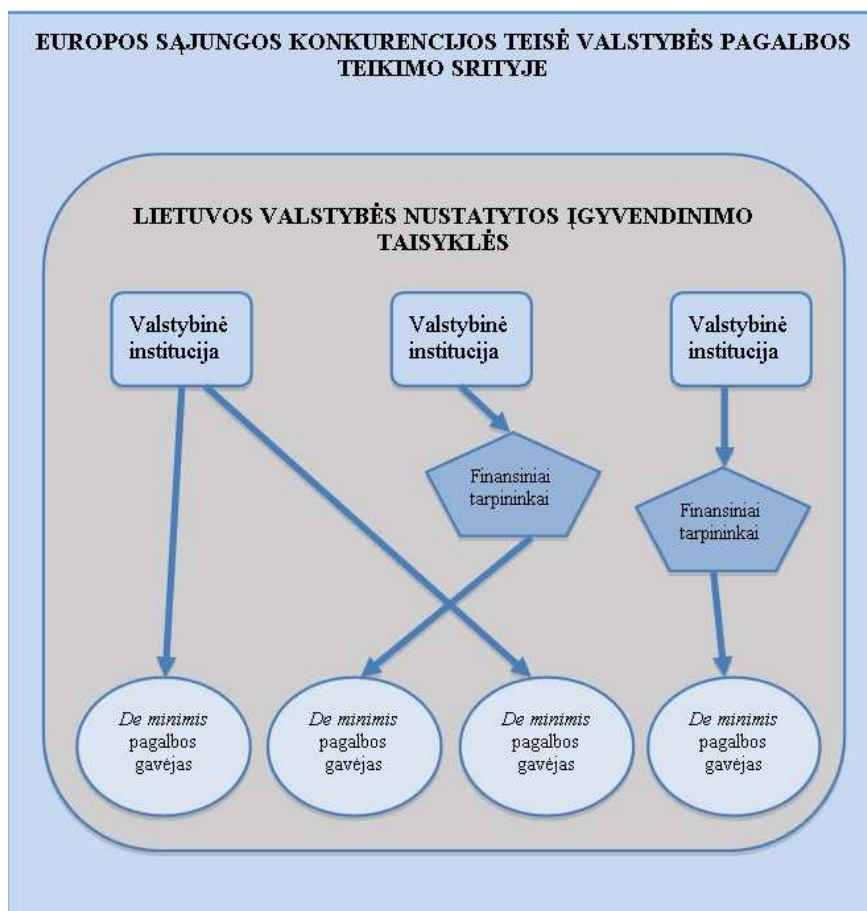 EUROPOS SĄJUNGOS KONKURENCIJOS TEISĖ VALSTYBĖS PAGALBOS
TEIKIMO SRITYJE
LIETUVOS VALSTYBĖS NUSTATYTOS ĮGYVENDINIMO
TAISYKLĖS
Valstybinė
institucija
Valstybinė
institucija
Valstybinė
institucija
Finansiniai
tarpininkai
Finansiniai
tarpininkai
De minimis
pagalbos
gavėjas
De minimis
pagalbos
gavėjas
De minimis
pagalbos
gavėjas
De minimis
pagalbos
gavėjas